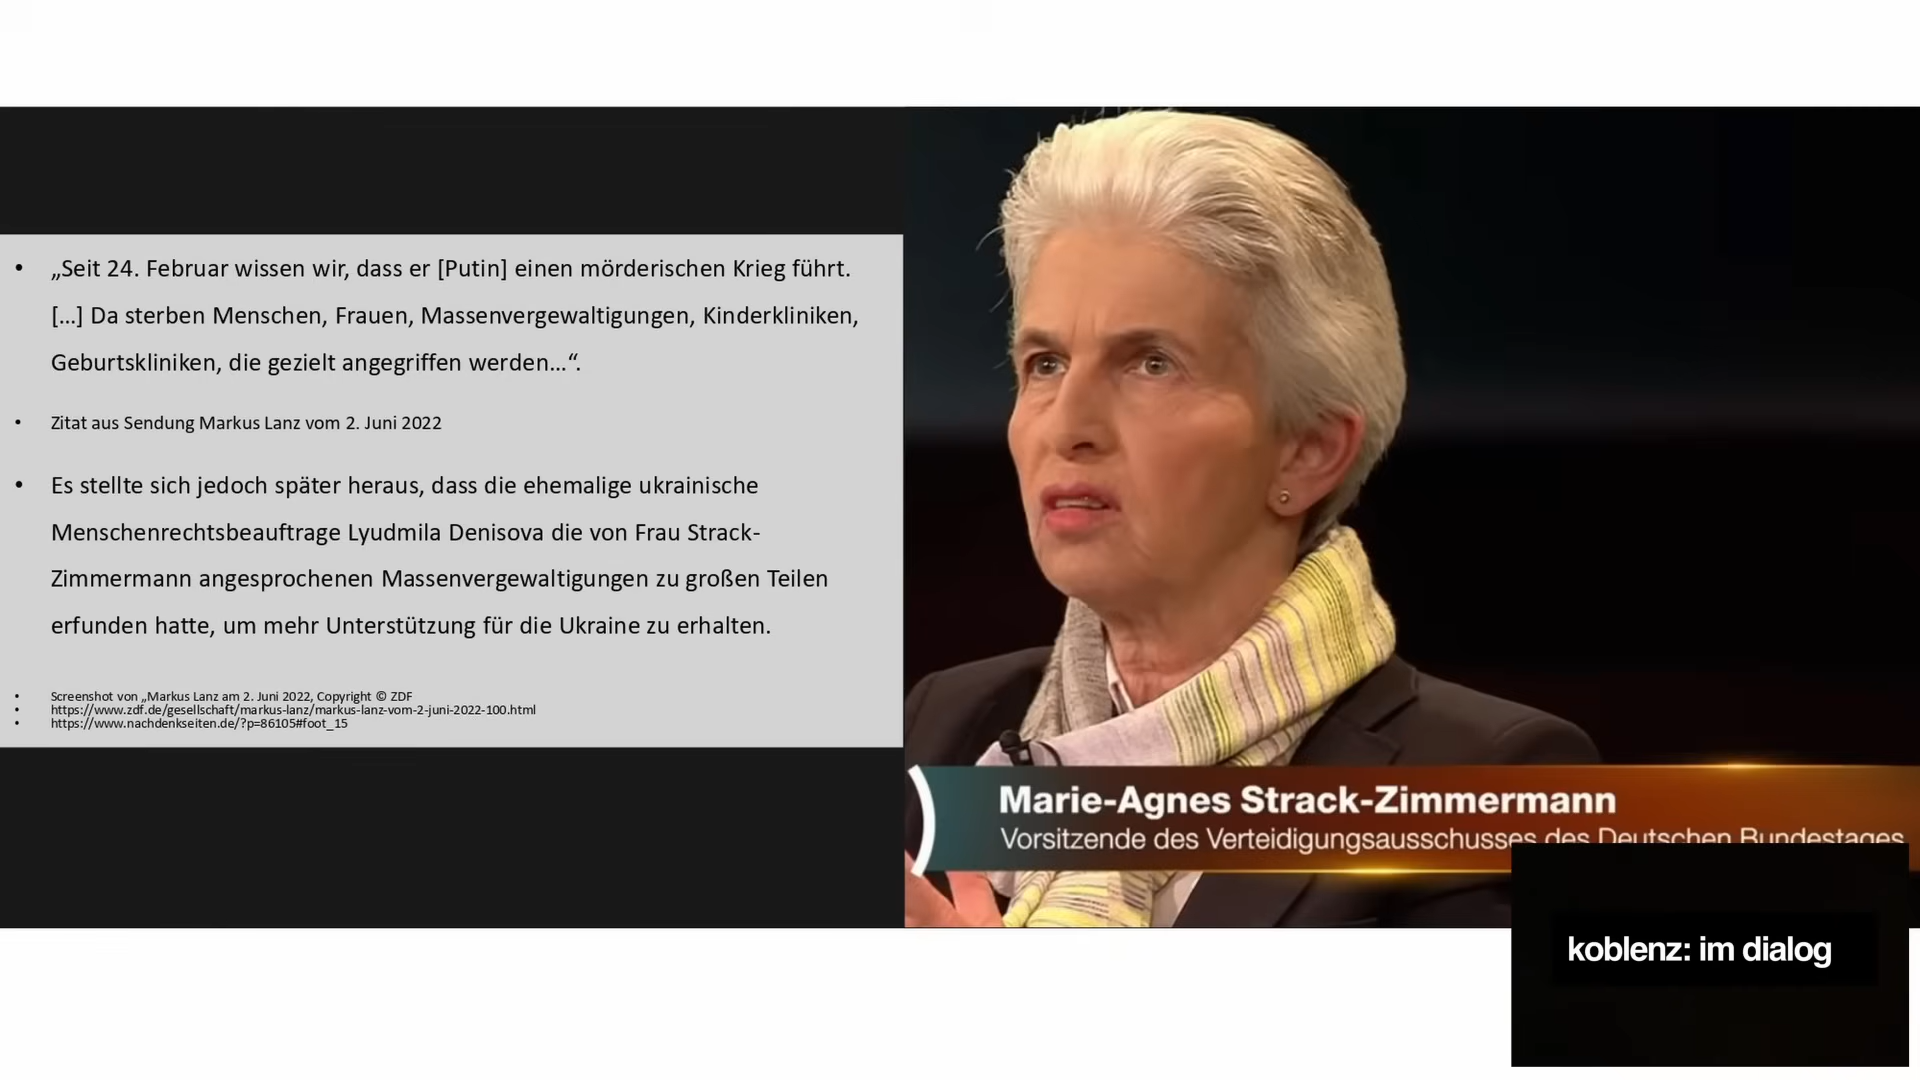 • „Seit 24. Februar wissen wir, dass er [Putin] einen mörderischen Krieg führt.
[...] Da sterben Menschen, Frauen, Massenvergewaltigungen, Kinderkliniken,
Geburtskliniken, die gezielt angegriffen werden...“.
• Zitat aus Sendung Markus Lanz vom 2. Juni 2022
• Es stellte sich jedoch später heraus, dass die ehemalige ukrainische
Menschenrechtsbeauftrage Lyudmila Denisova die von Frau Strack-
Zimmermann angesprochenen Massenvergewaltigungen zu großen Teilen
erfunden hatte, um mehr Unterstützung für die Ukraine zu erhalten.
• Screenshot von „Markus Lanz am 2. Juni 2022, Copyright © ZDF
• https://www.zdf.de/gesellschaft/markus-lanz/markus-lanz-vom-2-juni-2022-100.html
• https://www.nachdenkseiten.de/?p=86105#foot_15
Marie-Agnes Strack-Zimmermann
Vorsitzende des Verteidigungsausschusses des Deutschen Bundestages
koblenz: im dialog